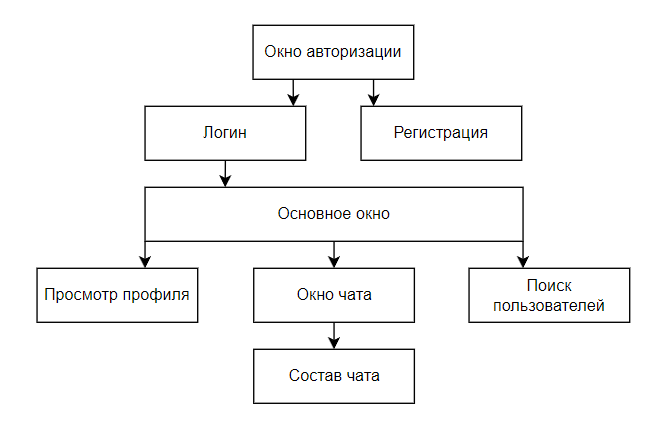 Окно авторизации
Логин
Регистрация
Основное окно
Просмотр профиля
Окно чата
Поиск
пользователей
Состав чата